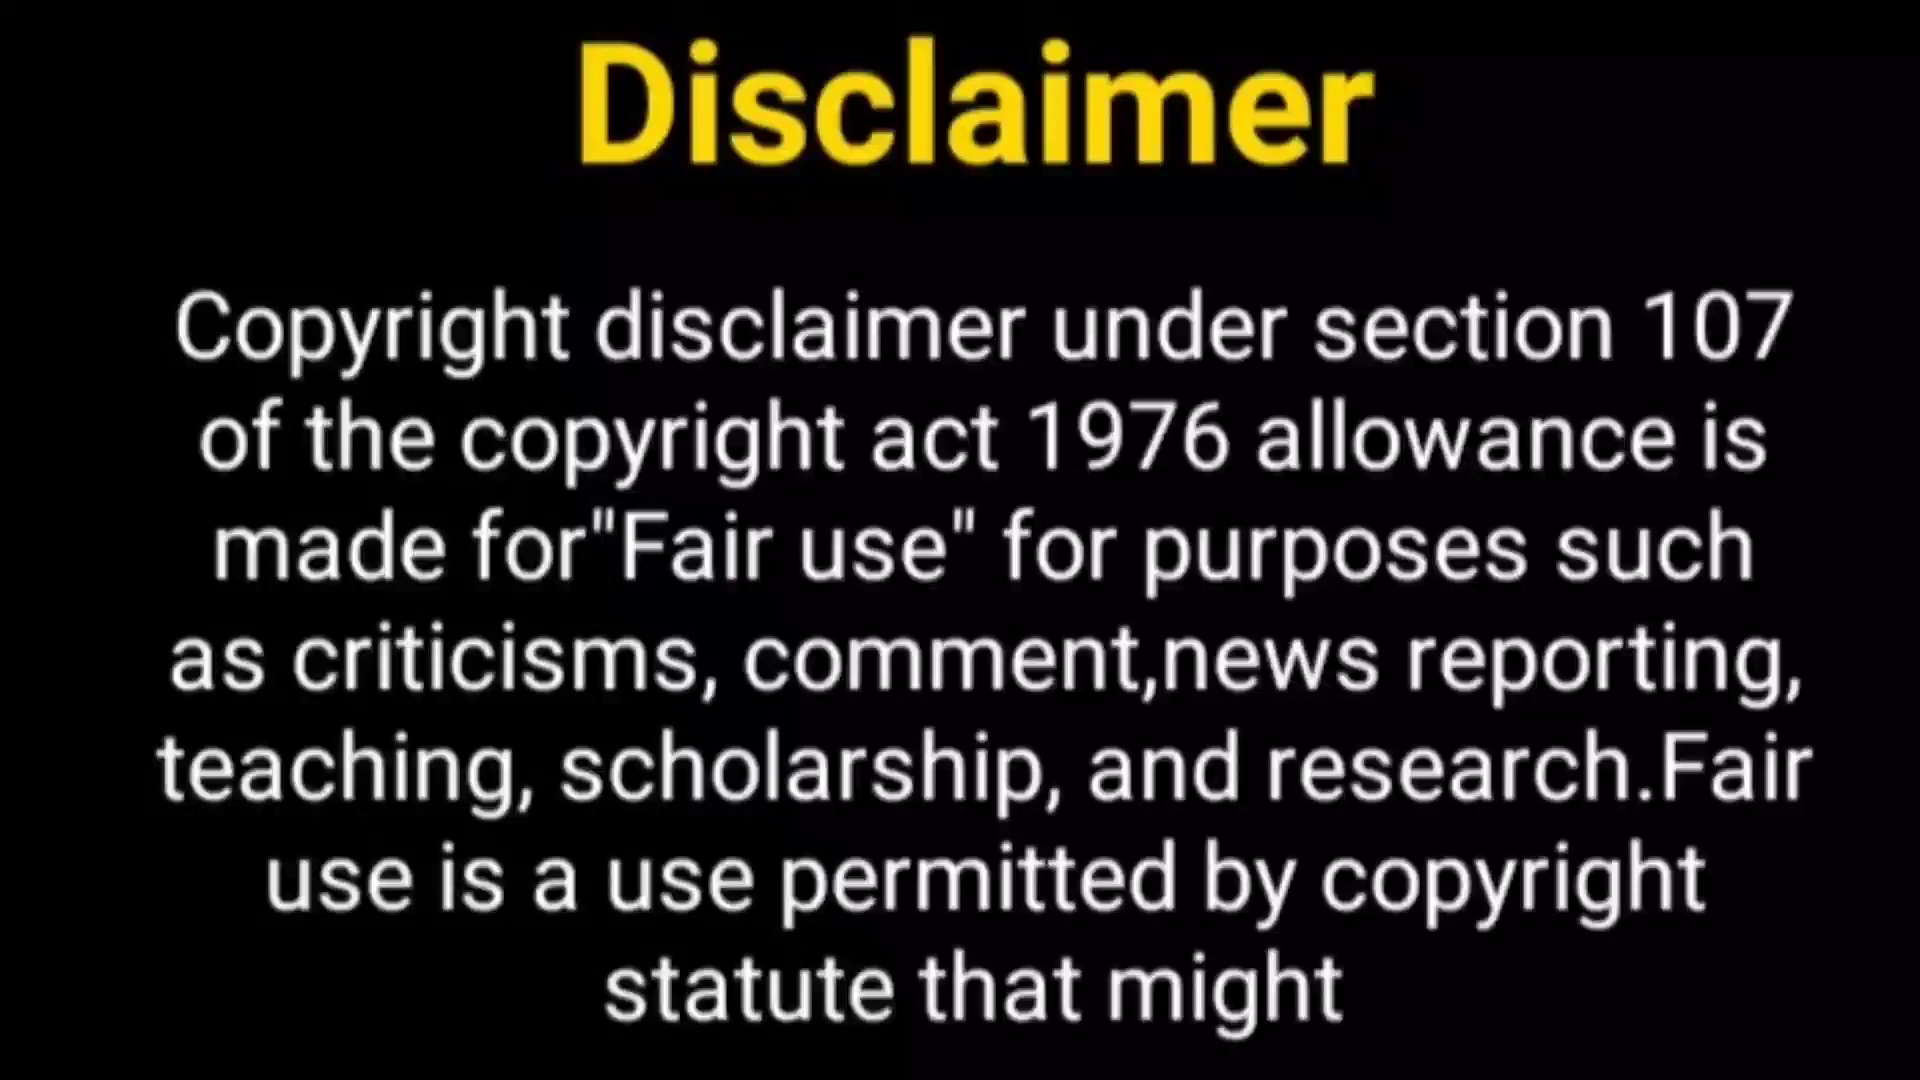 Disclaimer
Copyright disclaimer under section 107
of the copyright act 1976 allowance is
made for"Fair use" for purposes such
as criticisms, comment,news reporting,
teaching, scholarship, and research.Fair
use is a use permitted by copyright
statute that might